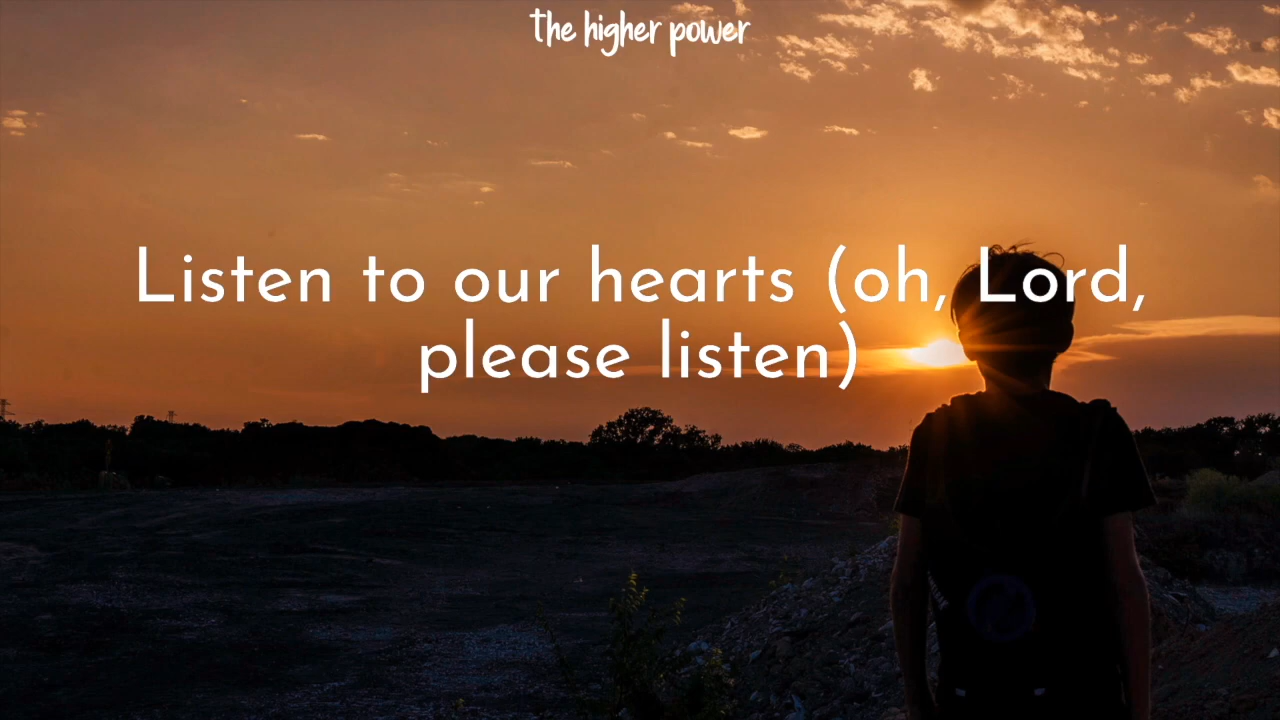 the higher power
Listen to our hearts (oh, Lord,
please listen)